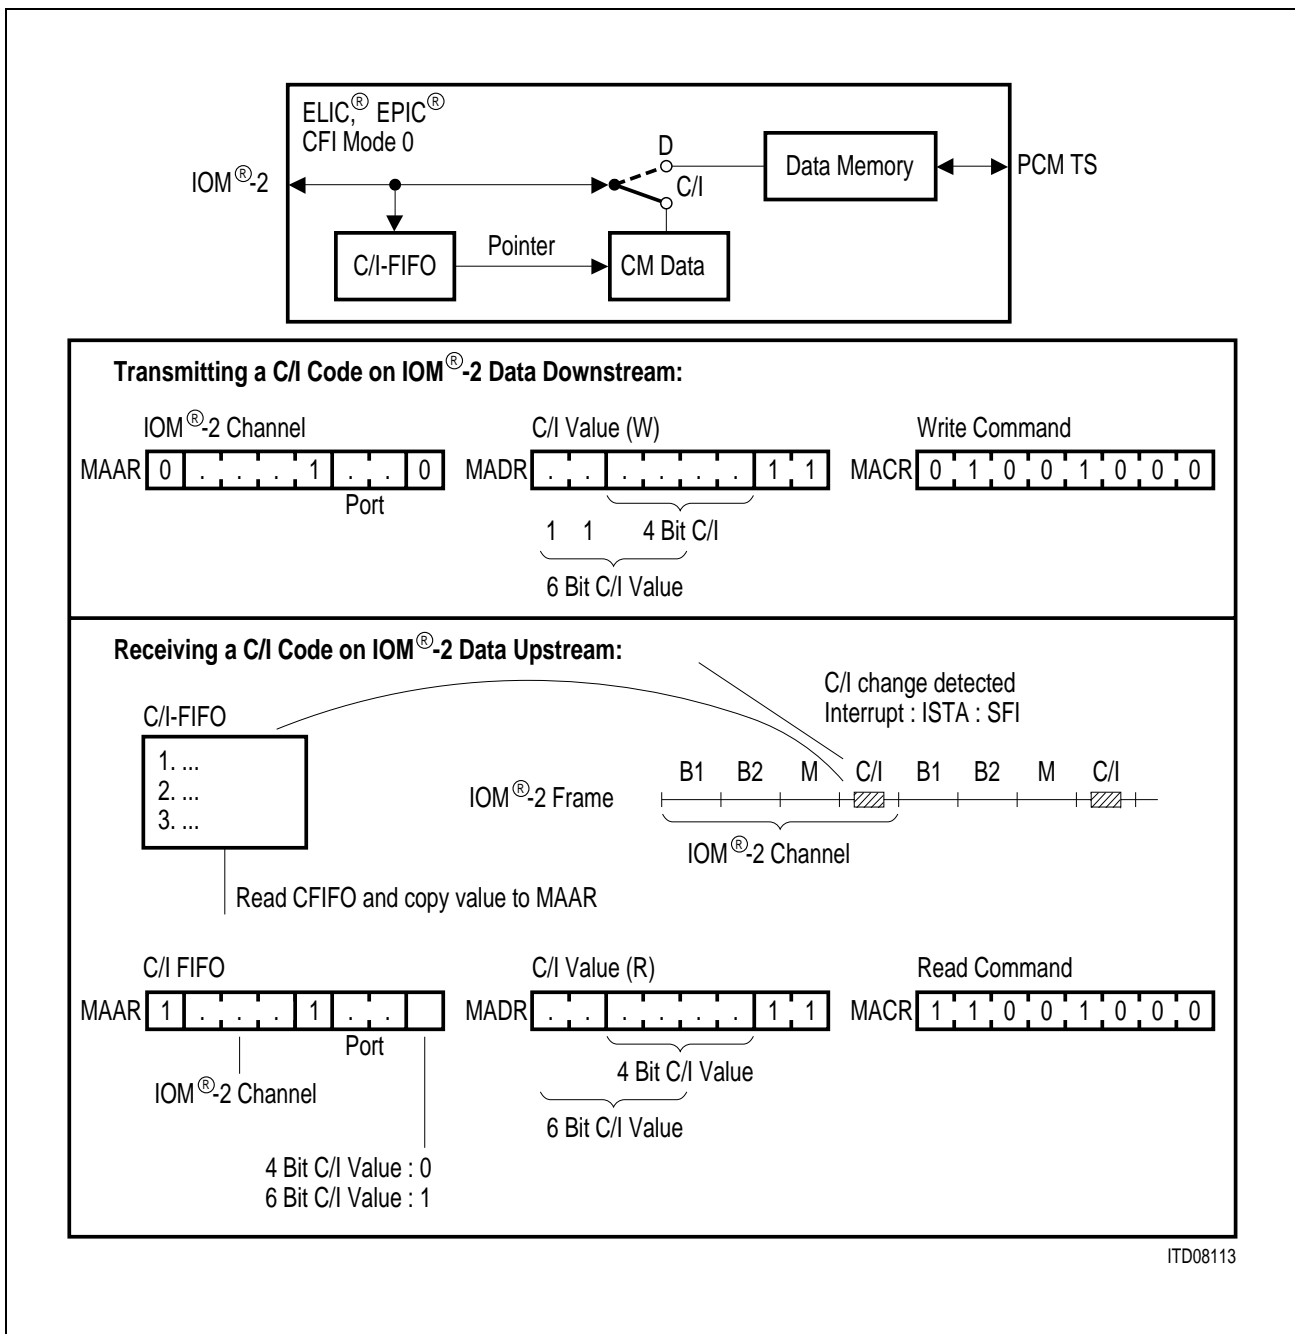 ELIC,® EPIC®
CFI Mode 0
IOM®-2
D
C/I
Data Memory
PCM TS
C/I-FIFO
Pointer
CM Data
Transmitting a C/I Code on IOM®-2 Data Downstream:
IOM®-2 Channel
C/I Value (W)
Write Command
MAAR 0 . . . 1 . . 0
MADR . . . . . . 1 1
MACR 0 1 0 0 1 0 0 0
Port
1 1 4 Bit C/I
6 Bit C/I Value
Receiving a C/I Code on IOM®-2 Data Upstream:
C/I change detected
Interrupt : ISTA : SFI
C/I-FIFO
1. ...
2. ...
3. ...
B1 B2 M C/I B1 B2 M C/I
IOM®-2 Frame
IOM®-2 Channel
Read CFIFO and copy value to MAAR
C/I FIFO
C/I Value (R)
Read Command
MAAR 1 . . . 1 . .
MADR . . . . . . 1 1
MACR 1 1 0 0 1 0 0 0
Port
4 Bit C/I Value
IOM®-2 Channel
6 Bit C/I Value
4 Bit C/I Value : 0
6 Bit C/I Value : 1
ITD08113